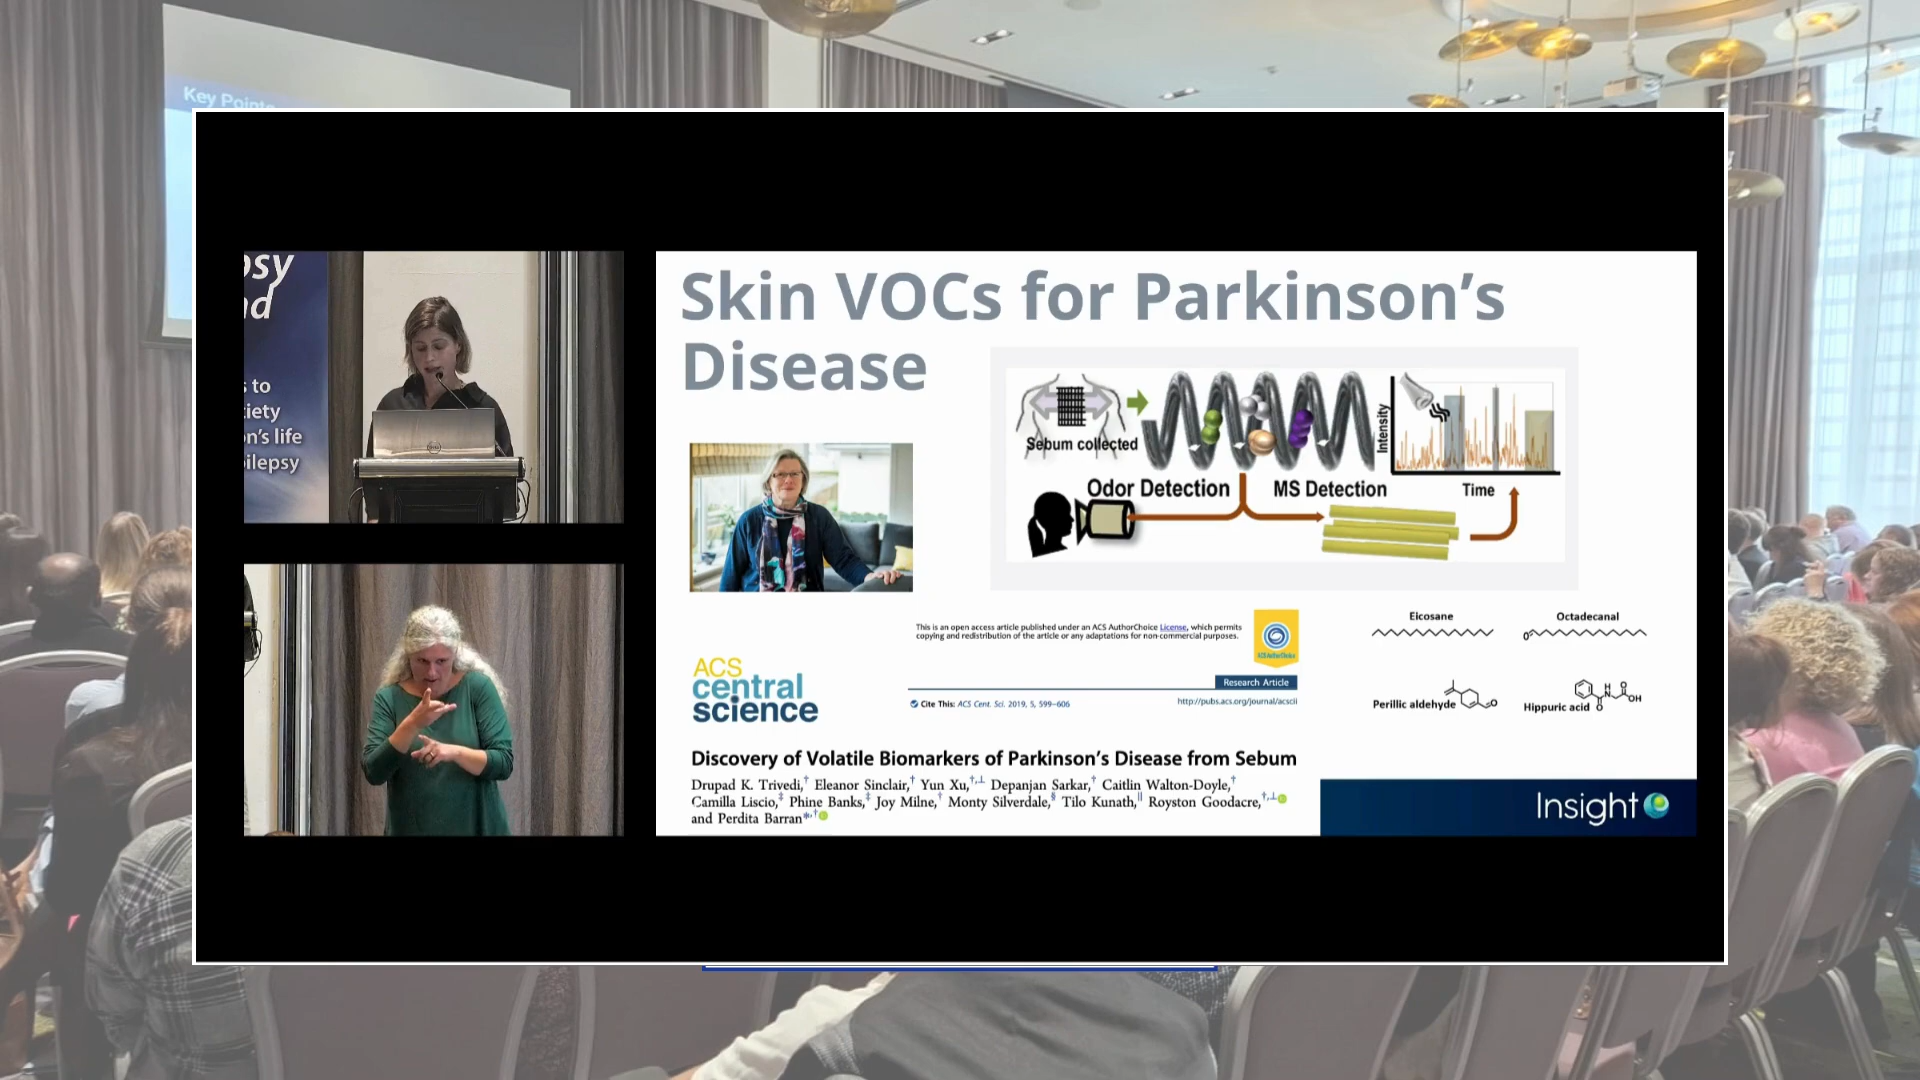 Key Points
osy
nd
s to
iety
on's life
ilepsy
Skin VOCs for Parkinson's
Disease
Sebum collected
Intensity
Odor Detection
MS Detection
Time
This is an open access article published under an ACS AuthorChoice License, which permits
copying and redistribution of the article or any adaptations for non-commercial purposes.
ACS AuthorChoice
ACS
central
science
Research Article
Cite This: ACS Cent. Sci. 2019, 5, 599–606
http://pubs.acs.org/journal/acscii
Eicosane
Octadecanal
O
Perillic aldehyde
O
Hippuric acid
H
N
O
O
OH
Discovery of Volatile Biomarkers of Parkinson's Disease from Sebum
Drupad K. Trivedi,† Eleanor Sinclair,† Yun Xu,†,⊥ Depanjan Sarkar,† Caitlin Walton-Doyle,†
Camilla Liscio,‡ Phine Banks,‡ Joy Milne,† Monty Silverdale,§ Tilo Kunath,∥ Royston Goodacre,†,⊥
and Perdita Barran*,†
Insight